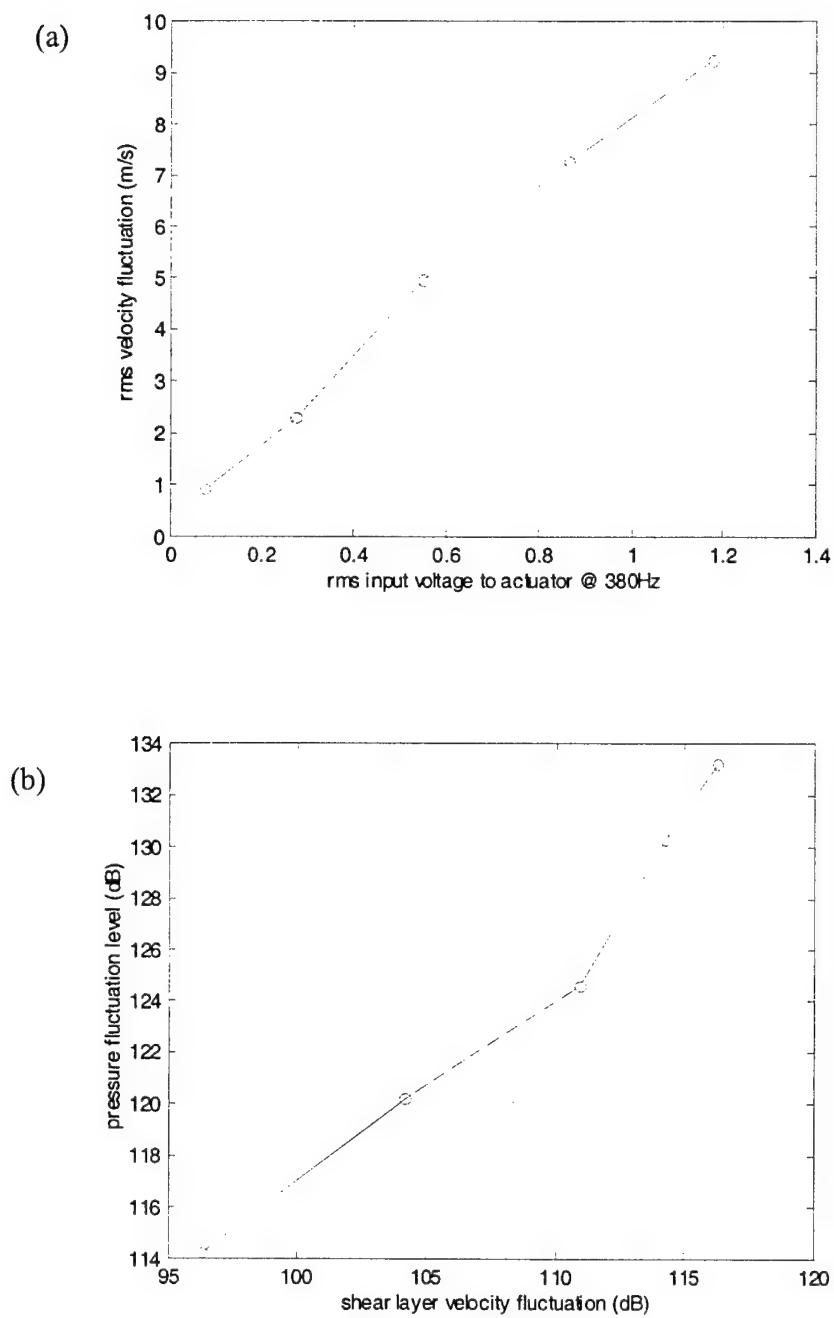 (a)
10
9
8
7
6
5
4
3
2
1
0
rms velocity fluctuation (m/s)
0 0.2 0.4 0.6 0.8 1 1.2 1.4
rms input voltage to actuator @ 380Hz
(b)
134
132
130
128
126
124
122
120
118
116
114
pressure fluctuation level (dB)
95 100 105 110 115 120
shear layer velocity fluctuation (dB)